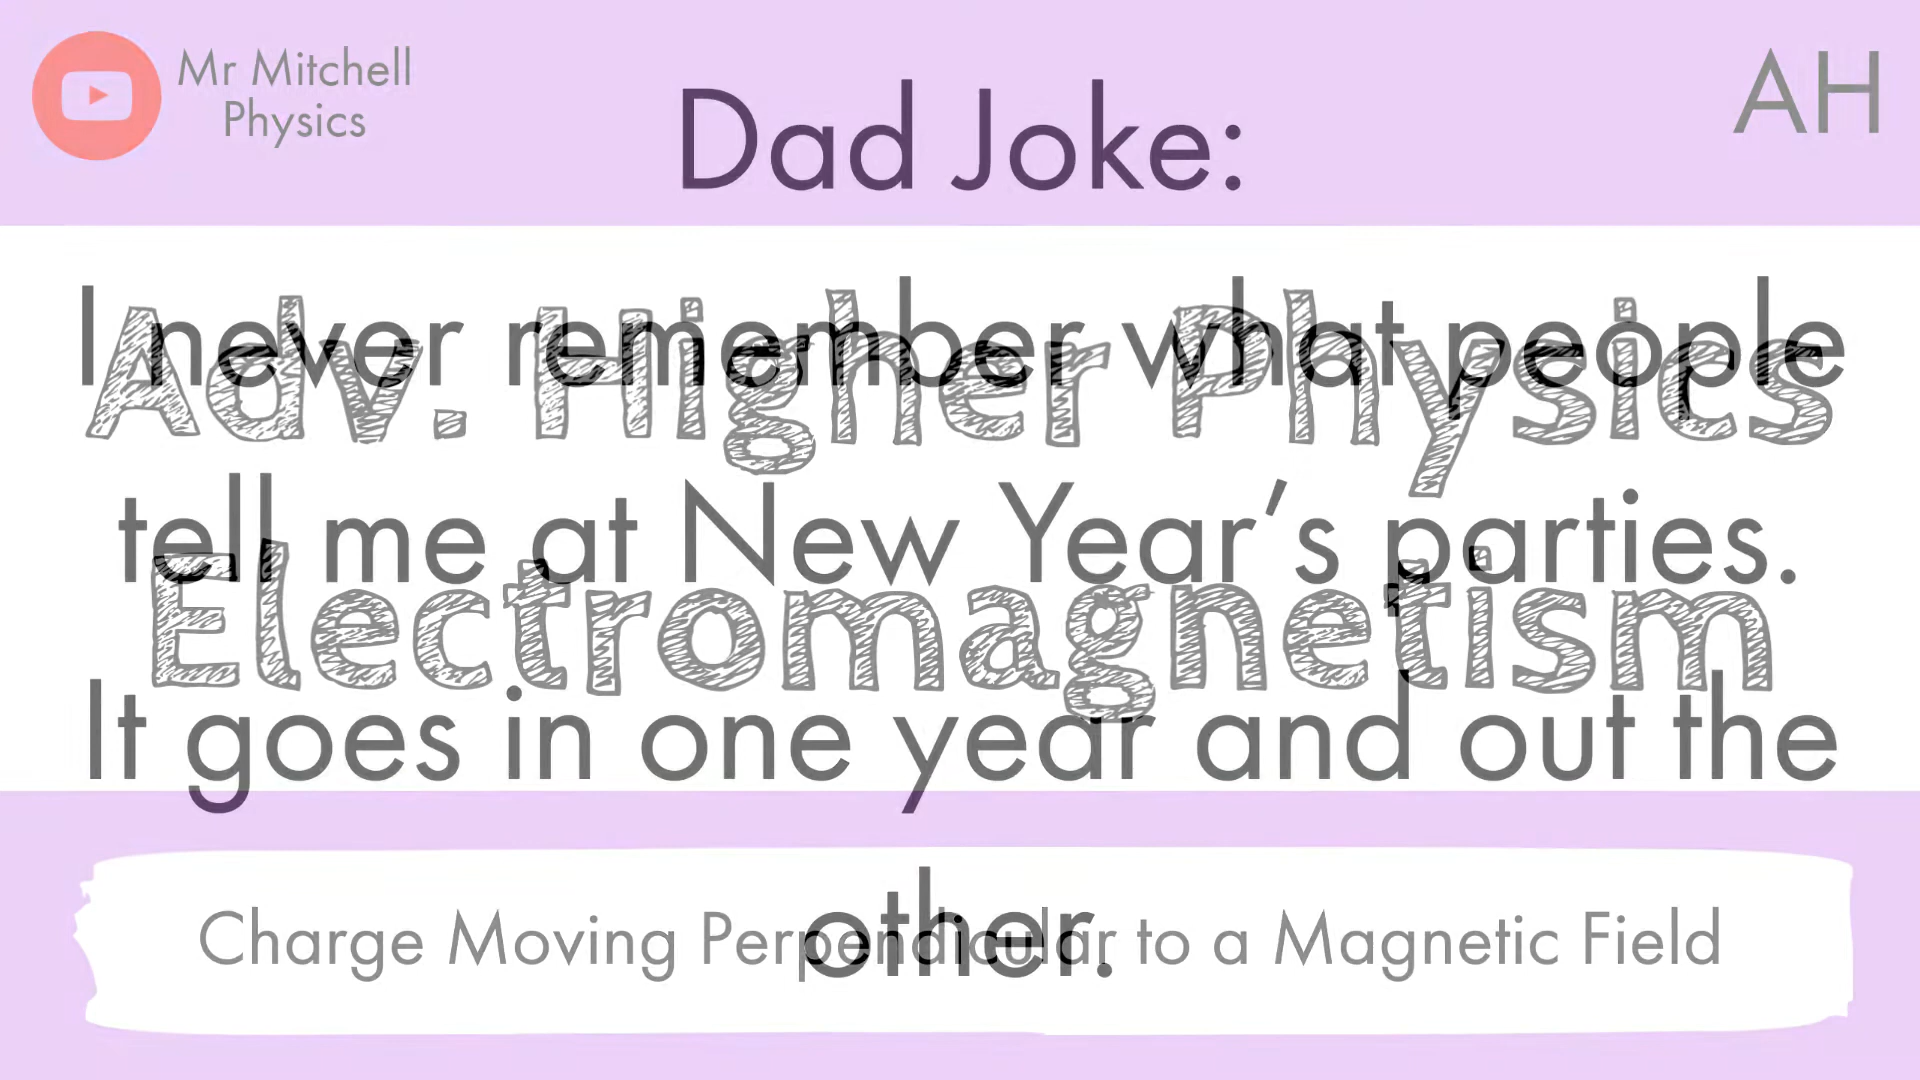 Mr Mitchell
Physics
AH
Dad Joke:
I never remember what people
tell me at New Year’s parties.
It goes in one year and out the
other.
Adv. Higher Physics
Electromagnetism
Charge Moving Perpendicular to a Magnetic Field